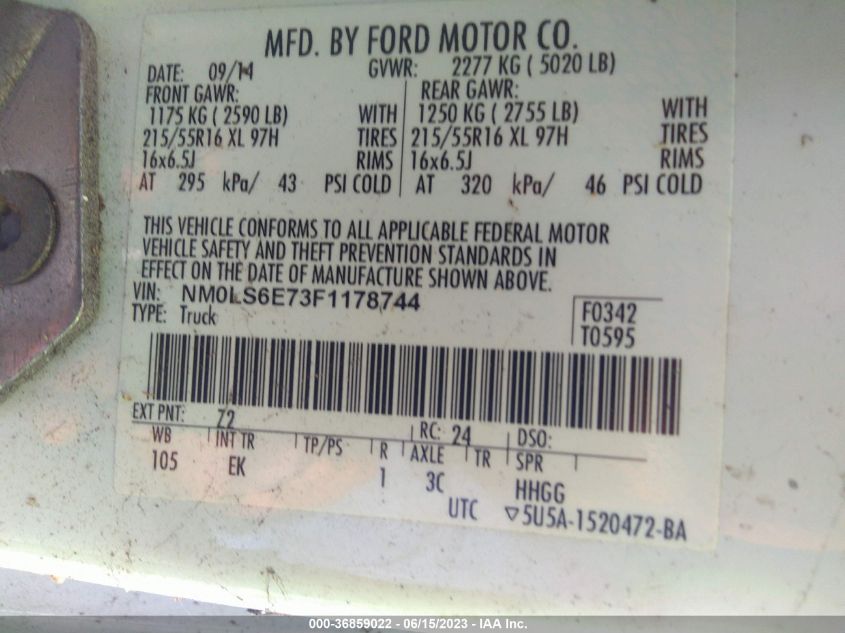 MFD. BY FORD MOTOR CO.
DATE: 09/14 GVWR: 2277 KG ( 5020 LB)
FRONT GAWR: REAR GAWR:
1175 KG ( 2590 LB) WITH 1250 KG ( 2755 LB) WITH
215/55R16 XL 97H TIRES 215/55R16 XL 97H TIRES
16x6.5J RIMS 16x6.5J RIMS
AT 295 kPa/ 43 PSI COLD AT 320 kPa/ 46 PSI COLD
THIS VEHICLE CONFORMS TO ALL APPLICABLE FEDERAL MOTOR
VEHICLE SAFETY AND THEFT PREVENTION STANDARDS IN
EFFECT ON THE DATE OF MANUFACTURE SHOWN ABOVE.
VIN: NM0LS6E73F1178744
TYPE: Truck
F0342
T0595
EXT PNT: Z2 RC: 24 DSO:
WB INT TR TP/PS R AXLE TR SPR
105 EK 1 3C HHGG
UTC ▽5U5A-1520472-BA
000-36859022 - 06/15/2023 - IAA Inc.